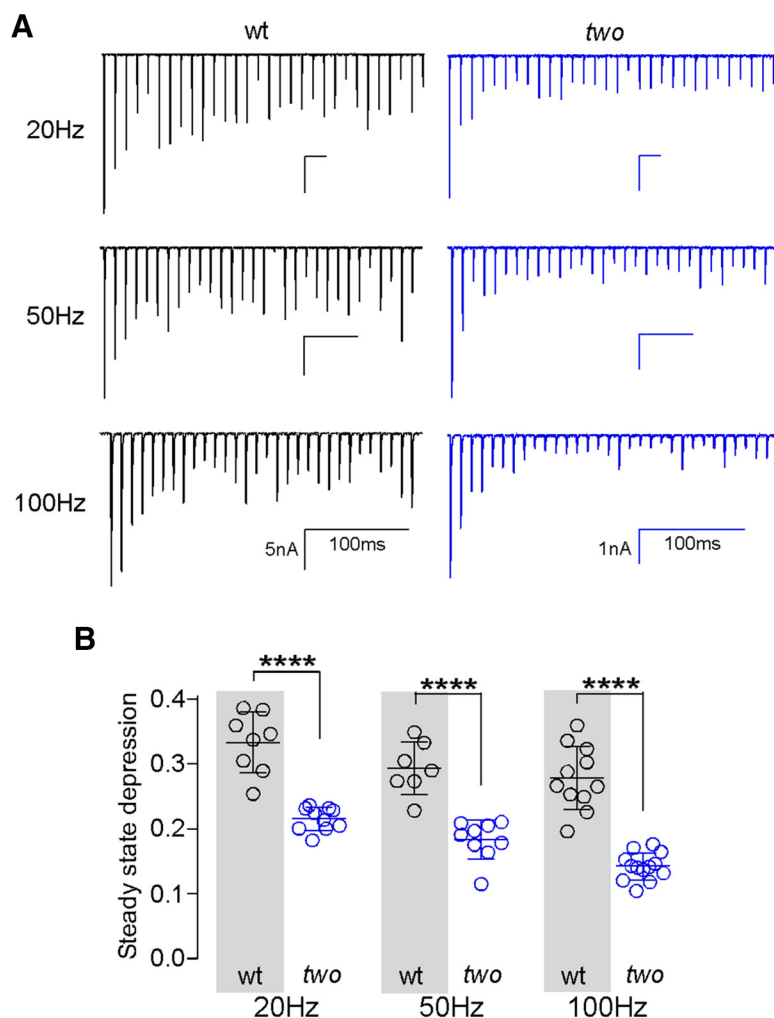 A
wt two
20Hz
50Hz
100Hz
5nA 100ms 1nA 100ms
B
**** **** ****
Steady state depression
0.4
0.3
0.2
0.1
0.0
wt two wt two wt two
20Hz 50Hz 100Hz